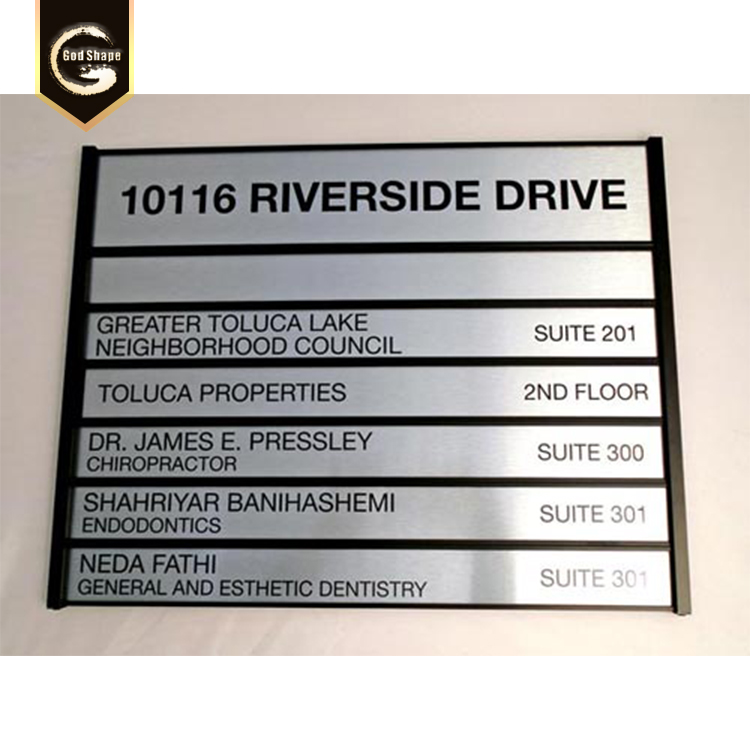 God Shape
10116 RIVERSIDE DRIVE
GREATER TOLUCA LAKE
NEIGHBORHOOD COUNCIL
SUITE 201
TOLUCA PROPERTIES
2ND FLOOR
DR. JAMES E. PRESSLEY
CHIROPRACTOR
SUITE 300
SHAHRIYAR BANIHASHEMI
ENDODONTICS
SUITE 301
NEDA FATHI
GENERAL AND ESTHETIC DENTISTRY
SUITE 301